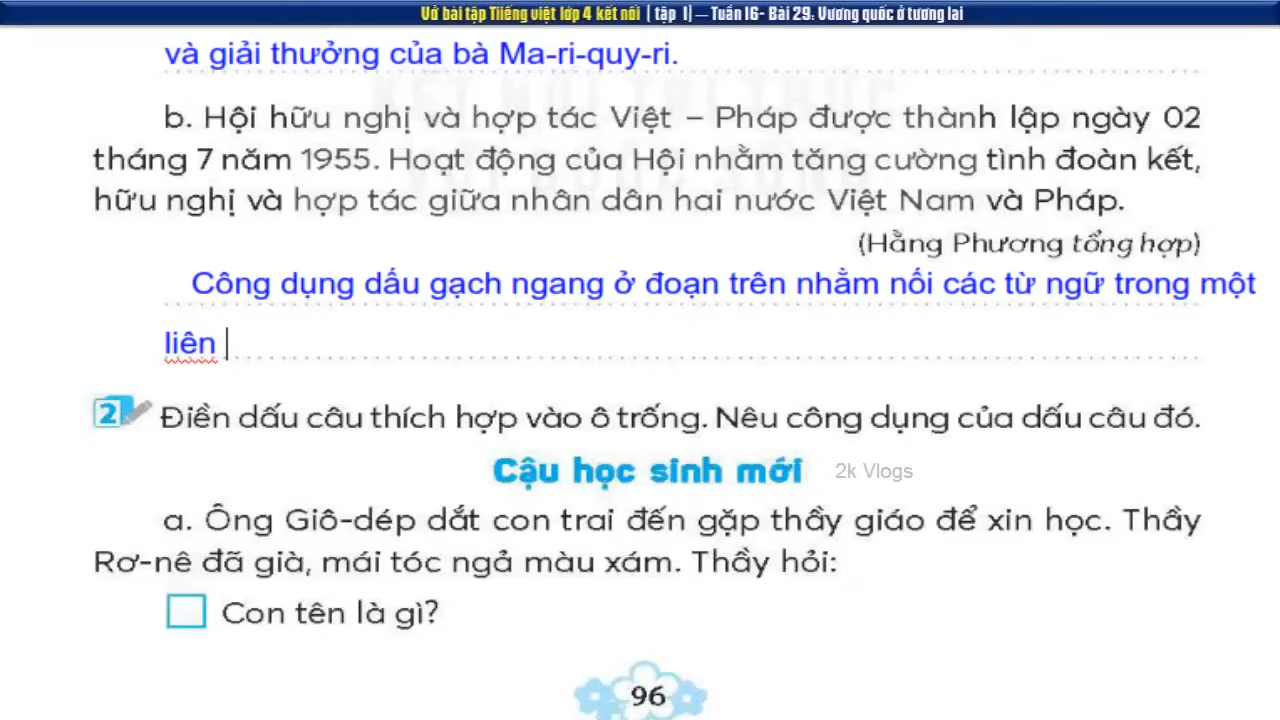 Vở bài tập Tiiếng việt lớp 4 kết nối ( tập 1) – Tuần 16- Bài 29: Vương quốc ở tương lai
và giải thưởng của bà Ma-ri-quy-ri.
b. Hội hữu nghị và hợp tác Việt – Pháp được thành lập ngày 02
tháng 7 năm 1955. Hoạt động của Hội nhằm tăng cường tình đoàn kết,
hữu nghị và hợp tác giữa nhân dân hai nước Việt Nam và Pháp.
(Hằng Phương tổng hợp)
Công dụng dấu gạch ngang ở đoạn trên nhằm nối các từ ngữ trong một
liên
2 Điền dấu câu thích hợp vào ô trống. Nêu công dụng của dấu câu đó.
Cậu học sinh mới 2k Vlogs
a. Ông Giô-dép dắt con trai đến gặp thầy giáo để xin học. Thầy
Rơ-nê đã già, mái tóc ngả màu xám. Thầy hỏi:
Con tên là gì?
96